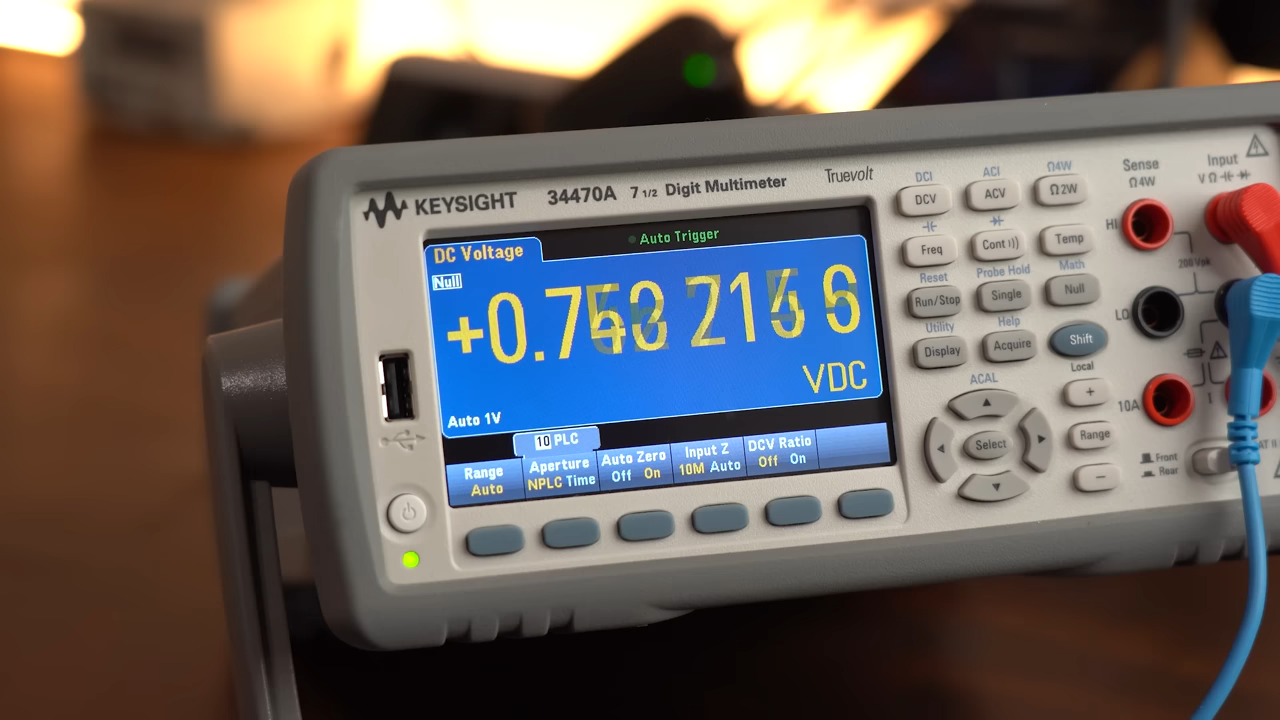 KEYSIGHT 34470A 7 1/2 Digit Multimeter Truevolt
Auto Trigger
DC Voltage
Null
VDC
Auto 1V
10 PLC
Range Auto
Aperture NPLC Time
Auto Zero Off On
Input Z 10M Auto
DCV Ratio Off On
DCI ACI Ω4W
DCV ACV Ω2W
Freq Cont Temp
Reset Probe Hold Math
Run/Stop Single Null
Utility Help
Display Acquire Shift
Local
ACAL
+
Select Range
-
Sense Ω4W
Input VΩ
HI
200Vpk
LO
10A
I
Front
Rear